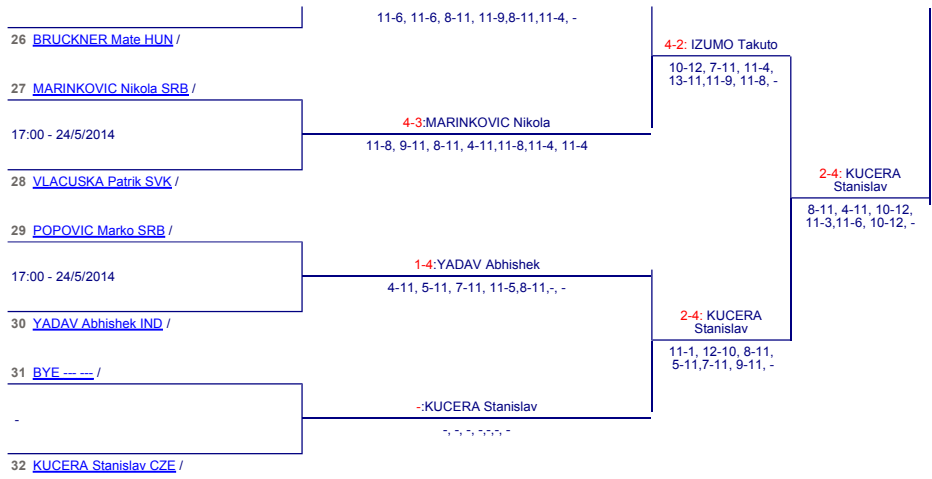 11-6, 11-6, 8-11, 11-9,8-11,11-4, -
26 BRUCKNER Mate HUN /
4-2: IZUMO Takuto
10-12, 7-11, 11-4,
13-11,11-9, 11-8, -
27 MARINKOVIC Nikola SRB /
17:00 - 24/5/2014
4-3:MARINKOVIC Nikola
11-8, 9-11, 8-11, 4-11,11-8,11-4, 11-4
28 VLACUSKA Patrik SVK /
2-4: KUCERA
Stanislav
8-11, 4-11, 10-12,
11-3,11-6, 10-12, -
29 POPOVIC Marko SRB /
17:00 - 24/5/2014
1-4:YADAV Abhishek
4-11, 5-11, 7-11, 11-5,8-11,-, -
30 YADAV Abhishek IND /
2-4: KUCERA
Stanislav
11-1, 12-10, 8-11,
5-11,7-11, 9-11, -
31 BYE --- --- /
-
-:KUCERA Stanislav
-, -, -, -,-,-, -
32 KUCERA Stanislav CZE /